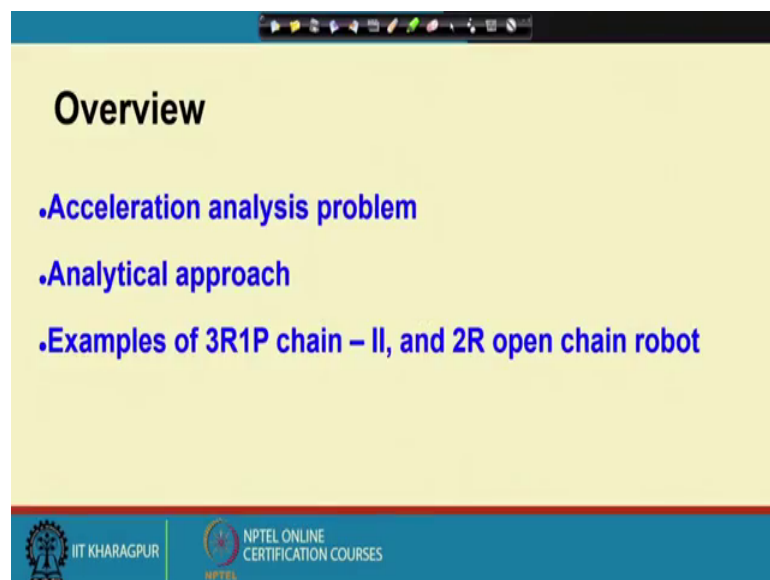 Overview
•Acceleration analysis problem
•Analytical approach
•Examples of 3R1P chain – II, and 2R open chain robot
IIT KHARAGPUR
NPTEL ONLINE
CERTIFICATION COURSES
NPTEL